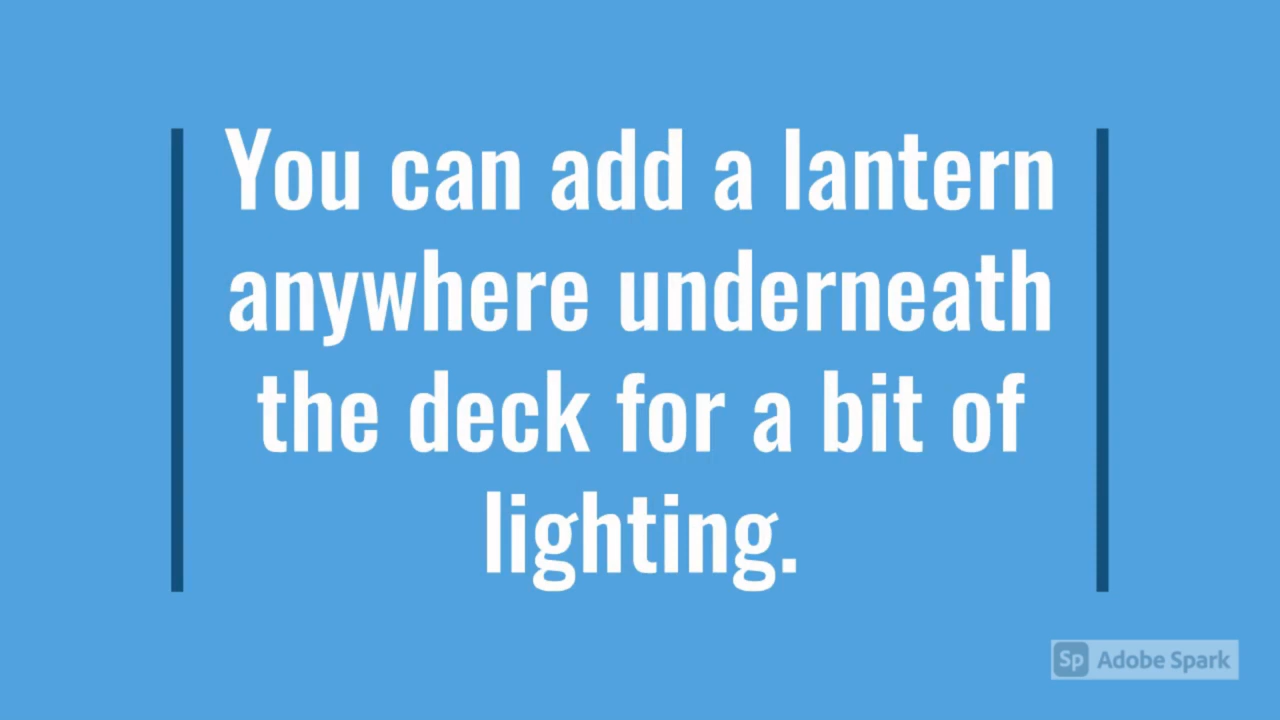 You can add a lantern
anywhere underneath
the deck for a bit of
lighting.
Sp Adobe Spark